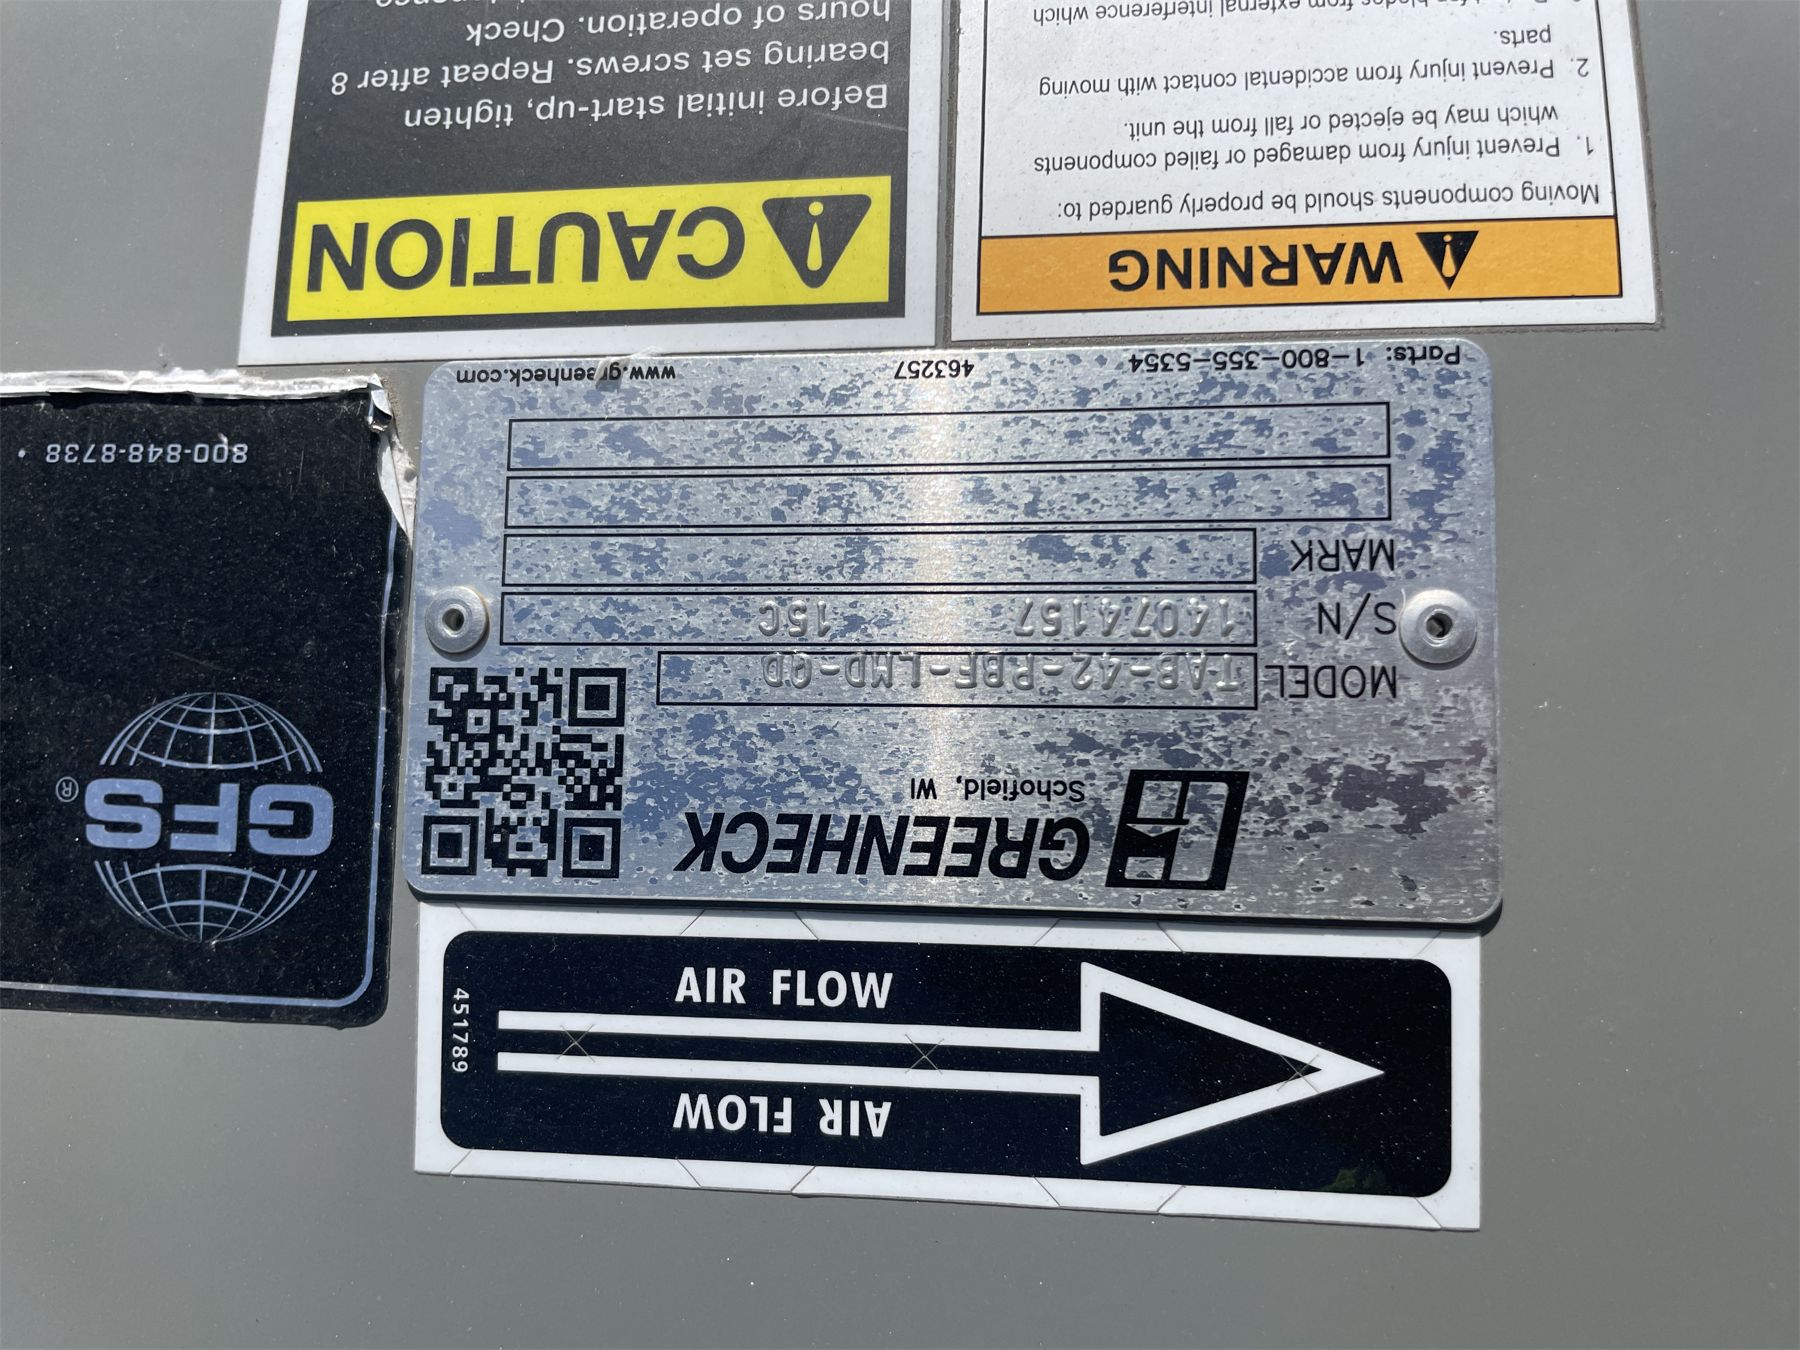 AIR FLOW
AIR FLOW
451789
GREENHECK
Schofield, WI
MODEL TAB-42-RBF-LMD-QD
S/N 14074157 15C
MARK
Parts: 1-800-355-5354 463257 www.greenheck.com
GFS®
800-848-8738 •
WARNING
Moving components should be properly guarded to:
1. Prevent injury from damaged or failed components
which may be ejected or fall from the unit.
2. Prevent injury from accidental contact with moving
parts.
from external interference which
CAUTION
Before initial start-up, tighten
bearing set screws. Repeat after 8
hours of operation. Check